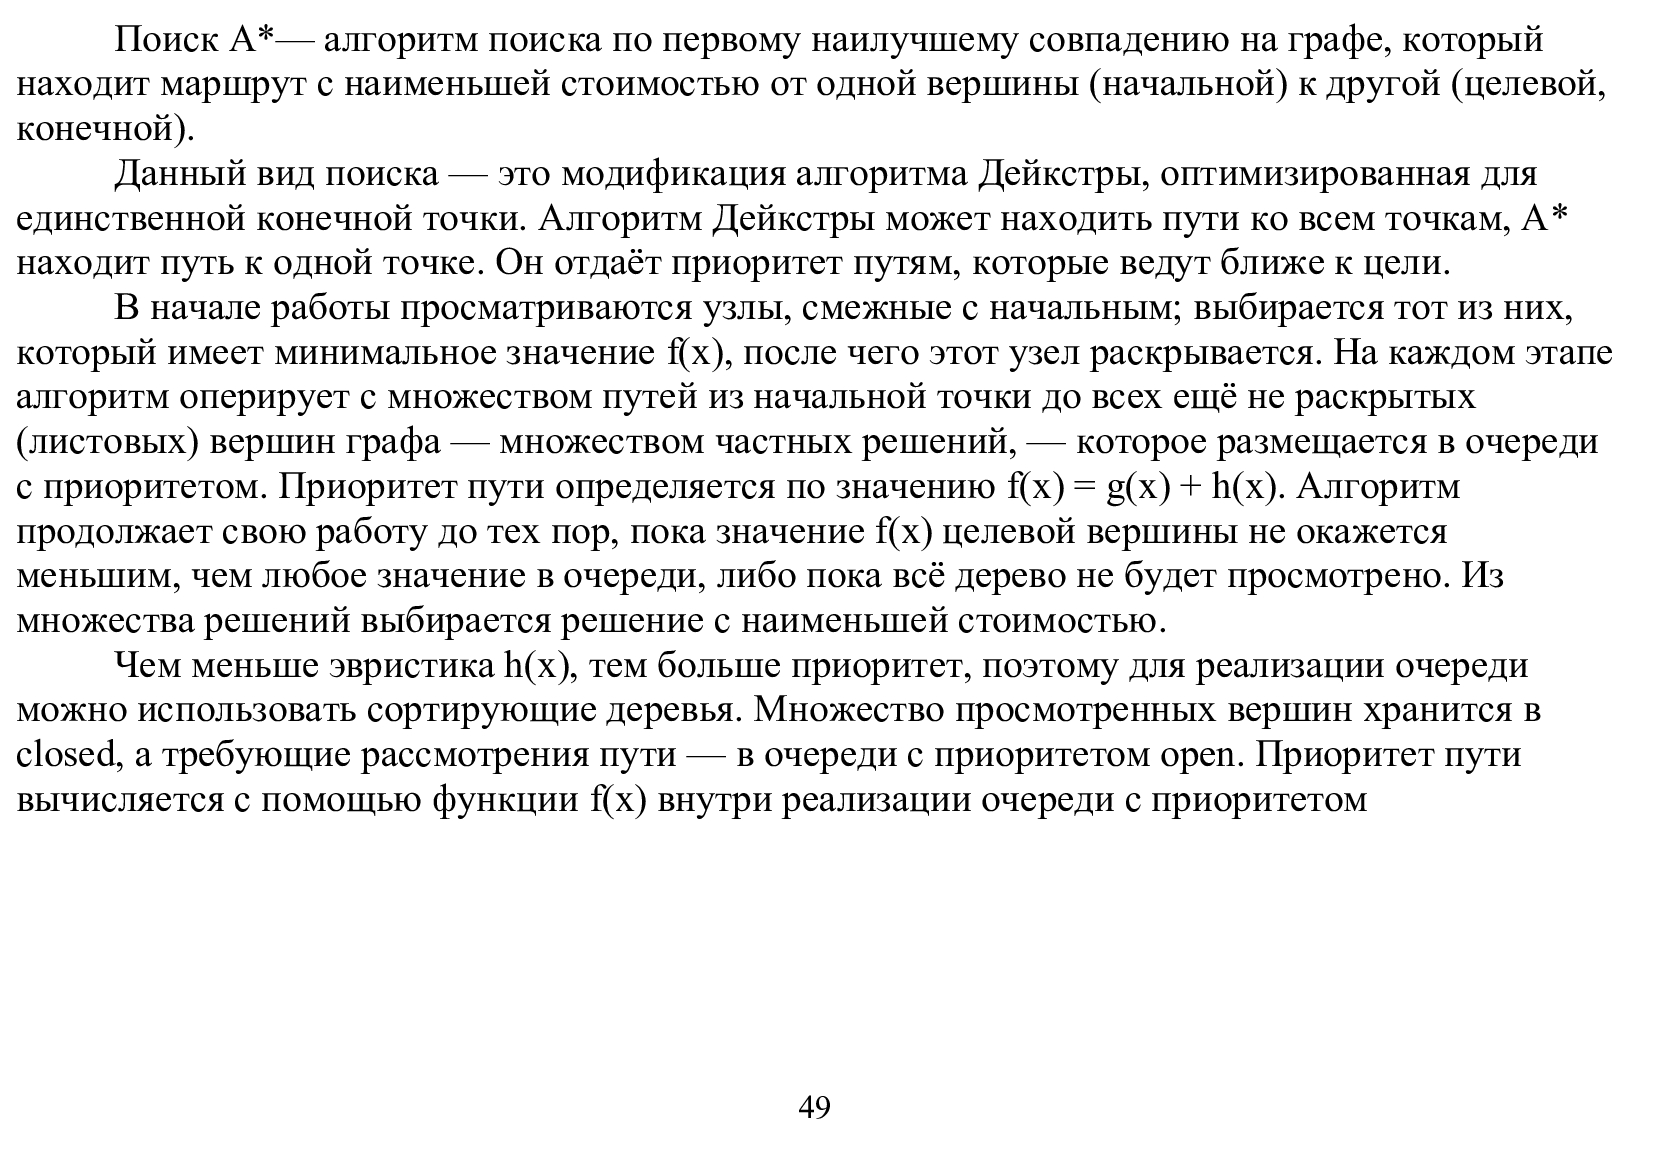 Поиск А*— алгоритм поиска по первому наилучшему совпадению на графе, который
находит маршрут с наименьшей стоимостью от одной вершины (начальной) к другой (целевой,
конечной).
Данный вид поиска — это модификация алгоритма Дейкстры, оптимизированная для
единственной конечной точки. Алгоритм Дейкстры может находить пути ко всем точкам, А*
находит путь к одной точке. Он отдаёт приоритет путям, которые ведут ближе к цели.
В начале работы просматриваются узлы, смежные с начальным; выбирается тот из них,
который имеет минимальное значение f(x), после чего этот узел раскрывается. На каждом этапе
алгоритм оперирует с множеством путей из начальной точки до всех ещё не раскрытых
(листовых) вершин графа — множеством частных решений, — которое размещается в очереди
с приоритетом. Приоритет пути определяется по значению f(x) = g(x) + h(x). Алгоритм
продолжает свою работу до тех пор, пока значение f(x) целевой вершины не окажется
меньшим, чем любое значение в очереди, либо пока всё дерево не будет просмотрено. Из
множества решений выбирается решение с наименьшей стоимостью.
Чем меньше эвристика h(x), тем больше приоритет, поэтому для реализации очереди
можно использовать сортирующие деревья. Множество просмотренных вершин хранится в
closed, а требующие рассмотрения пути — в очереди с приоритетом open. Приоритет пути
вычисляется с помощью функции f(x) внутри реализации очереди с приоритетом
49